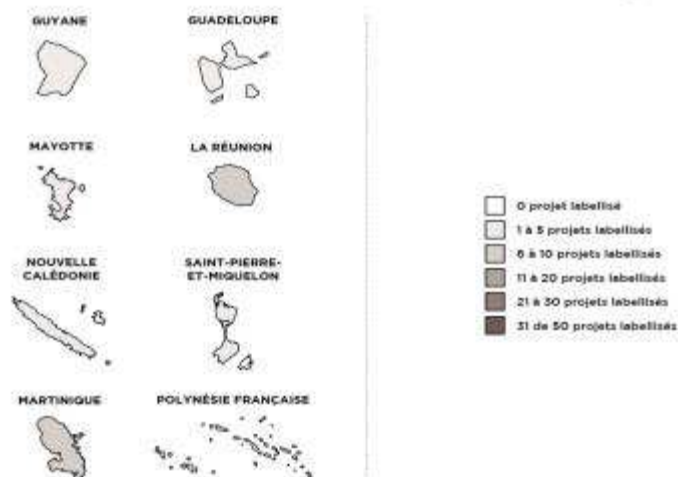 GUYANE
GUADELOUPE
MAYOTTE
LA RÉUNION
NOUVELLE
CALÉDONIE
SAINT-PIERRE-
ET-MIQUELON
MARTINIQUE
POLYNÉSIE FRANÇAISE
0 projet labellisé
1 à 5 projets labellisés
6 à 10 projets labellisés
11 à 20 projets labellisés
21 à 30 projets labellisés
31 de 50 projets labellisés